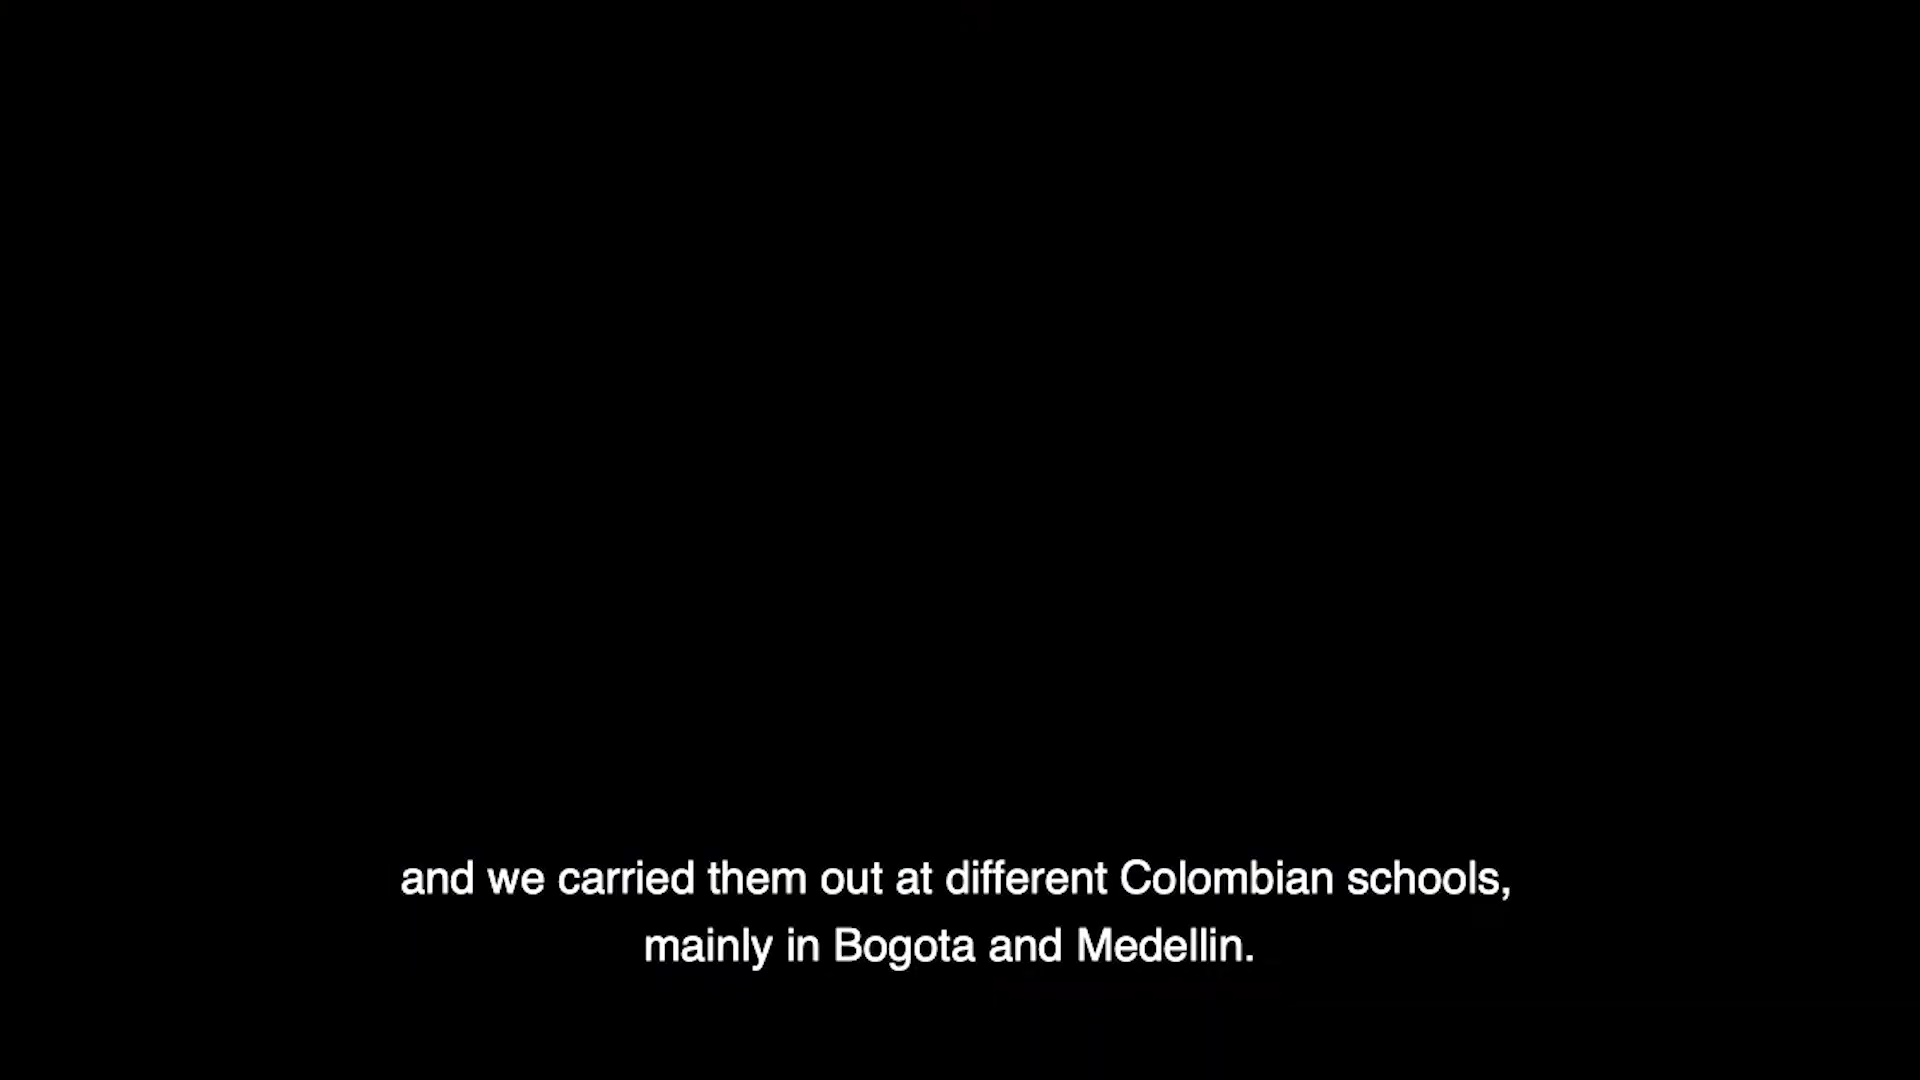 and we carried them out at different Colombian schools,
mainly in Bogota and Medellin.